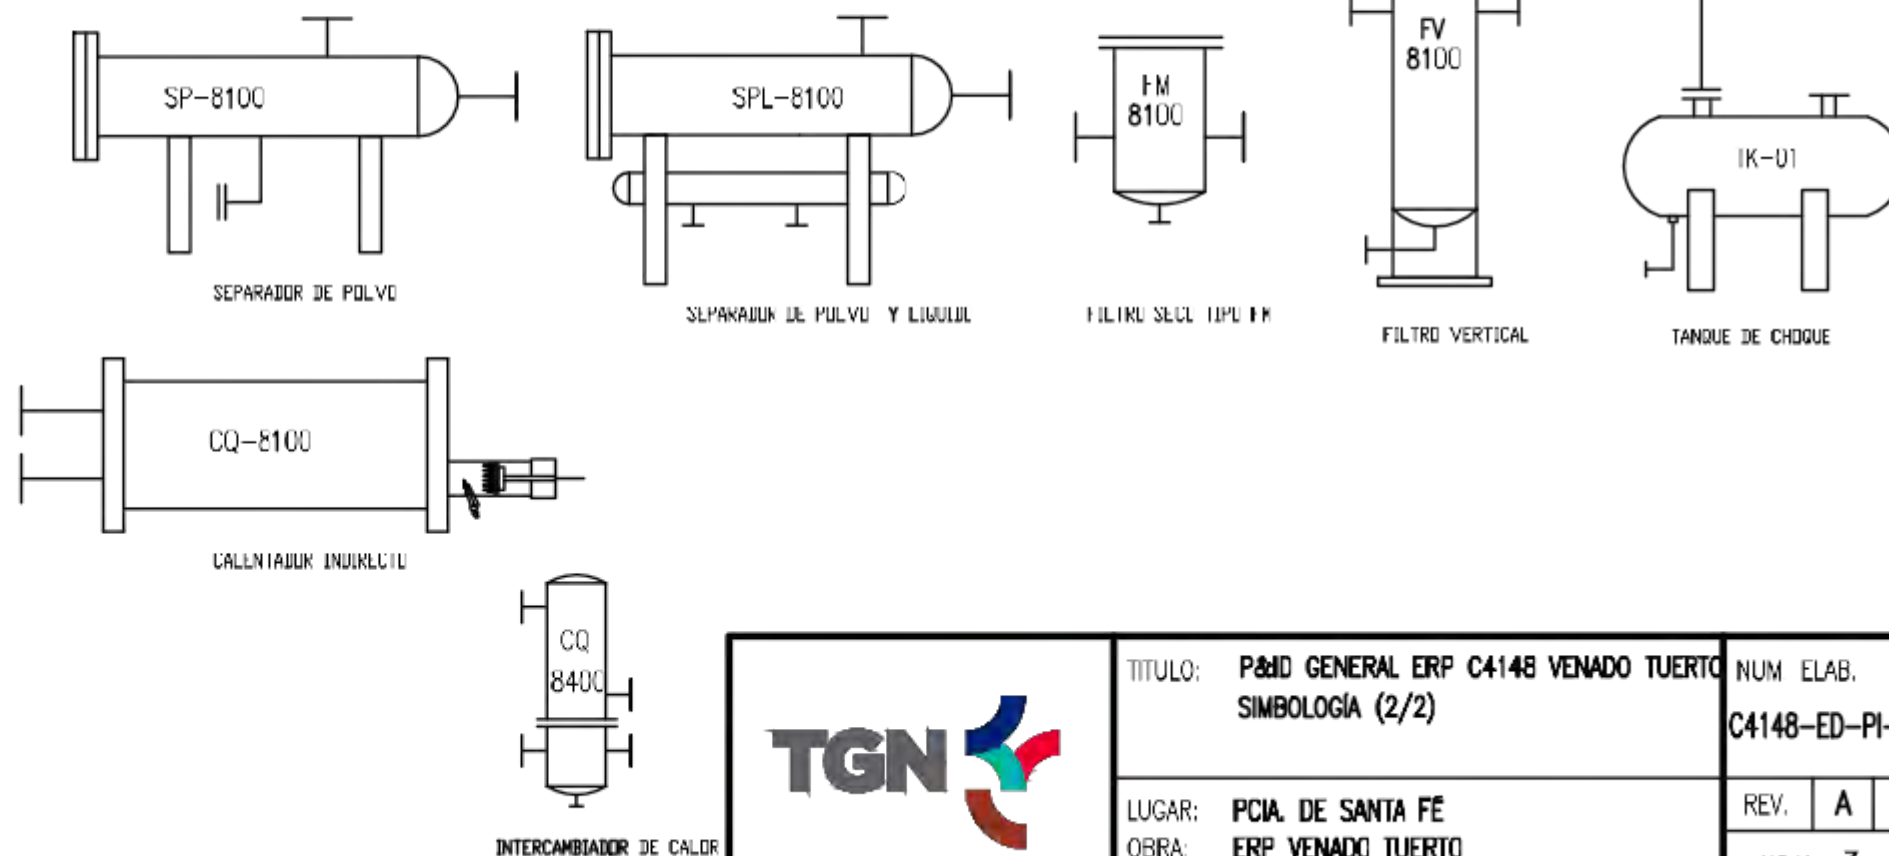 SP-8100
SPL-8100
FM
8100
FV
8100
TK-01
SEPARADOR DE POLVO
SEPARADOR DE POLVO Y LIQUIDO
FILTRO SECO TIPO FM
FILTRO VERTICAL
TANQUE DE CHOQUE
CQ-8100
CALENTADOR INDIRECTO
CQ
8400
INTERCAMBIADOR DE CALOR
TGN
TITULO: P&ID GENERAL ERP C4148 VENADO TUERTO
SIMBOLOGÍA (2/2)
NUM ELAB.
C4148-ED-PI-
LUGAR: PCIA. DE SANTA FÉ
OBRA: ERP VENADO TUERTO
REV. A